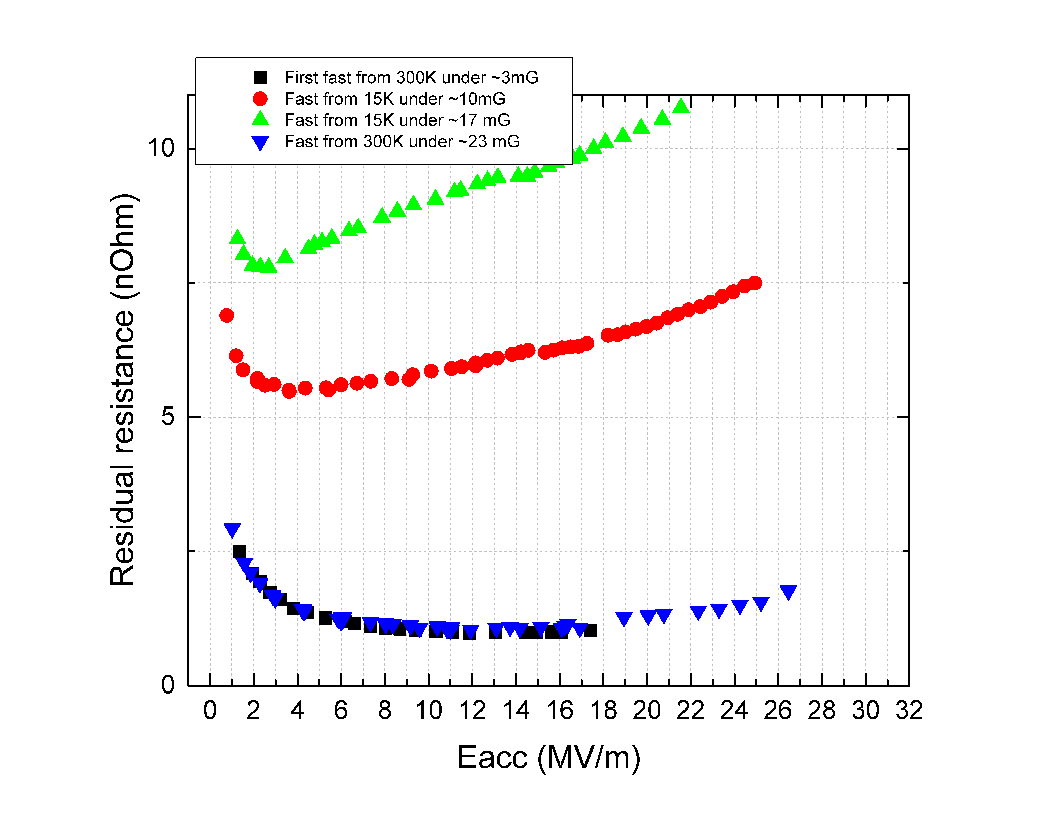 First fast from 300K under ~3mG
Fast from 15K under ~10mG
Fast from 15K under ~17 mG
Fast from 300K under ~23 mG
10
5
0
Residual resistance (nOhm)
0 2 4 6 8 10 12 14 16 18 20 22 24 26 28 30 32
Eacc (MV/m)